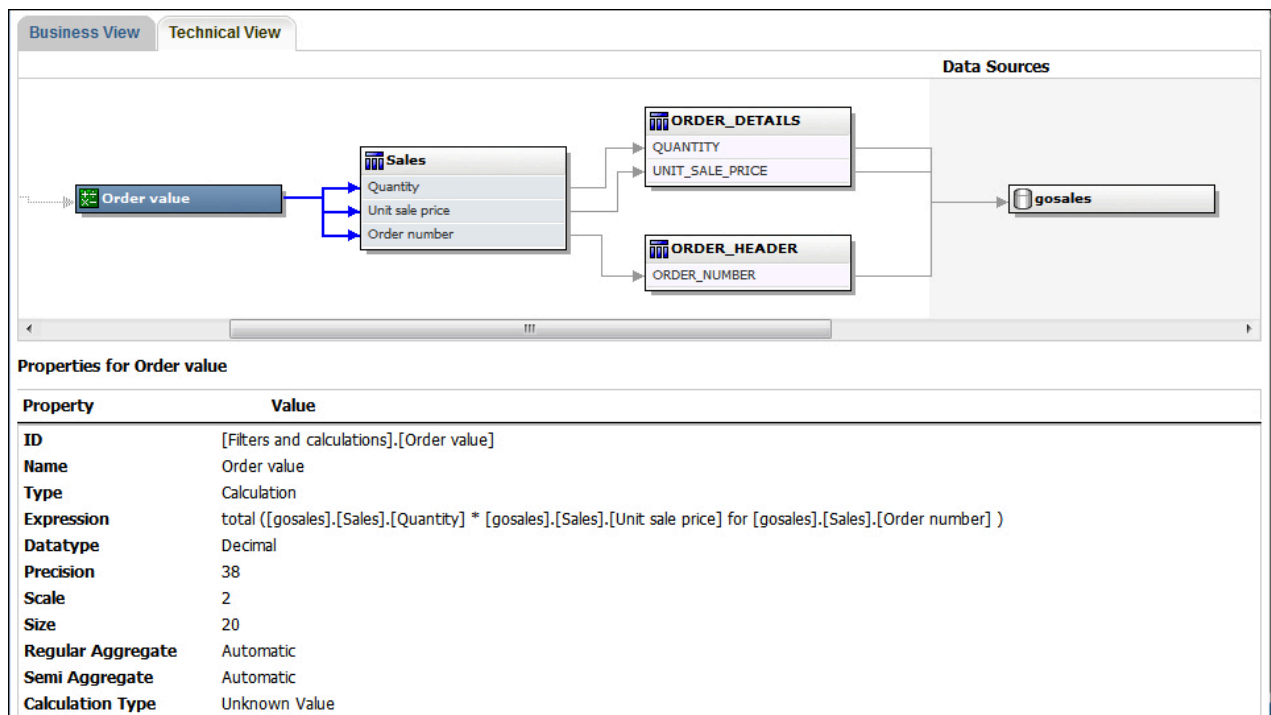 Business View Technical View
Data Sources
ORDER_DETAILS
QUANTITY
UNIT_SALE_PRICE
Sales
Quantity
Unit sale price
Order number
Order value
gosales
ORDER_HEADER
ORDER_NUMBER
Properties for Order value
Property Value
ID [Filters and calculations].[Order value]
Name Order value
Type Calculation
Expression total ([gosales].[Sales].[Quantity] * [gosales].[Sales].[Unit sale price] for [gosales].[Sales].[Order number] )
Datatype Decimal
Precision 38
Scale 2
Size 20
Regular Aggregate Automatic
Semi Aggregate Automatic
Calculation Type Unknown Value